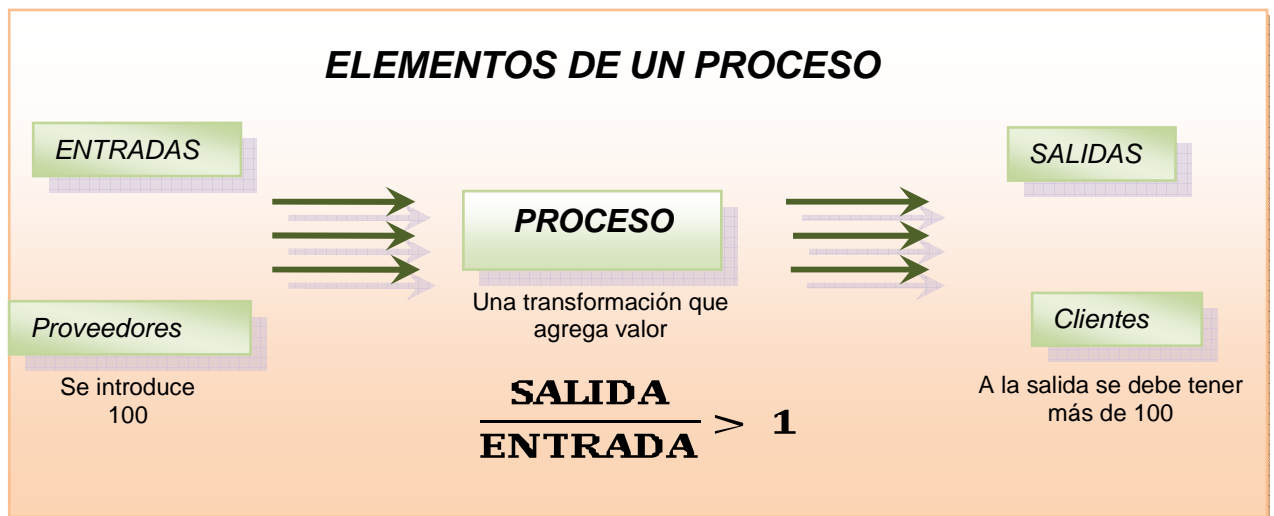 ELEMENTOS DE UN PROCESO
ENTRADAS
SALIDAS
PROCESO
Una transformación que
agrega valor
Proveedores
Clientes
Se introduce
100
SALIDA
ENTRADA
> 1
A la salida se debe tener
más de 100